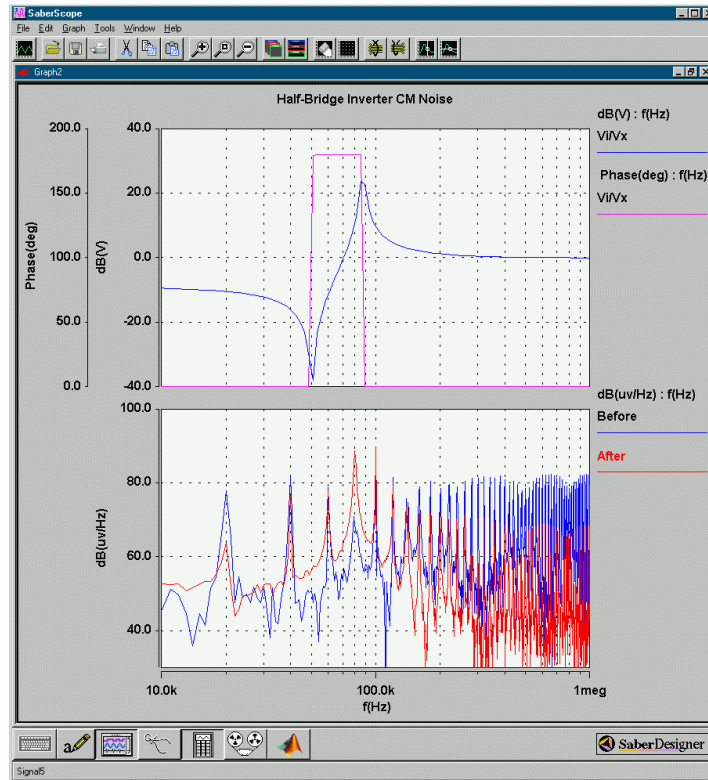 SaberScope
File Edit Graph Tools Window Help
Graph2
Half-Bridge Inverter CM Noise
dB(V) : f(Hz)
Vi/Vx
Phase(deg) : f(Hz)
Vi/Vx
Phase(deg)
200.0
150.0
100.0
50.0
0.0
dB(V)
40.0
20.0
0.0
-20.0
-40.0
dB(uv/Hz) : f(Hz)
Before
After
dB(uv/Hz)
100.0
80.0
60.0
40.0
10.0k
100.0k
1meg
f(Hz)
a
SaberDesigner
Signal5